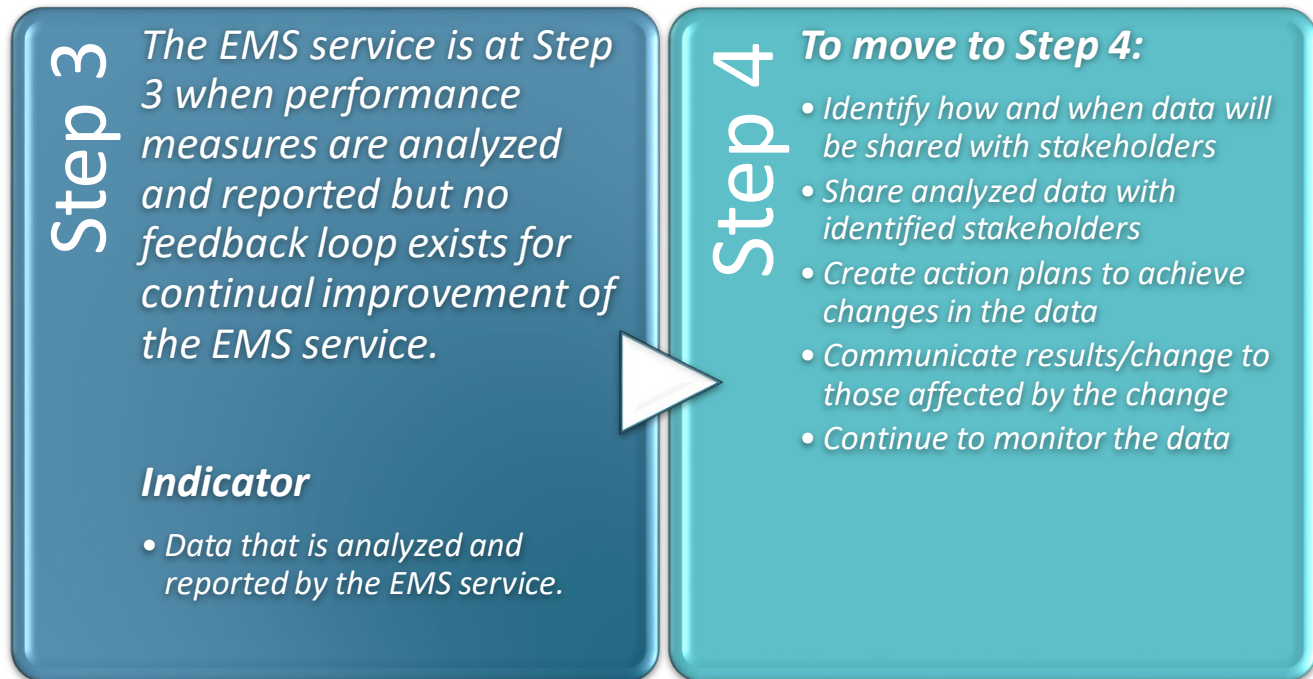 Step 3
The EMS service is at Step
3 when performance
measures are analyzed
and reported but no
feedback loop exists for
continual improvement of
the EMS service.
Indicator
• Data that is analyzed and
reported by the EMS service.
Step 4
To move to Step 4:
• Identify how and when data will
be shared with stakeholders
• Share analyzed data with
identified stakeholders
• Create action plans to achieve
changes in the data
• Communicate results/change to
those affected by the change
• Continue to monitor the data